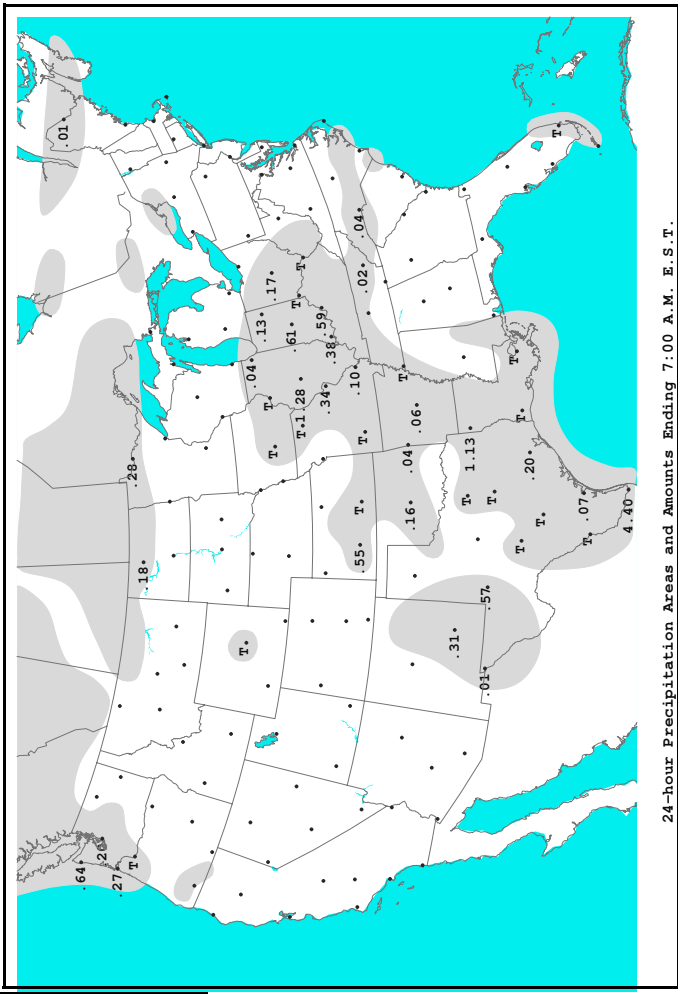 .01
.64
.27
T
.28
.18
T
.04
.13
T
.17
T
.61
T
T
T
1.28
.59
.34
.38
.10
.04
.55
T
T
.02
T
.04
.16
.06
.31
T
1.13
.01
.57
T
T
T
T
.20
T
T
.07
T
4.40
24-hour Precipitation Areas and Amounts Ending 7:00 A.M. E.S.T.